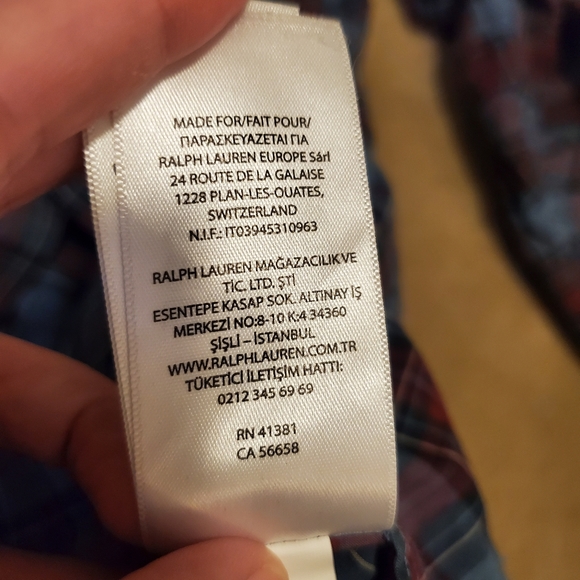 MADE FOR/FAIT POUR/
ΠΑΡΑΣΚΕΥΑΖΕΤΑΙ ΓΙΑ
RALPH LAUREN EUROPE Sárl
24 ROUTE DE LA GALAISE
1228 PLAN-LES-OUATES,
SWITZERLAND
N.I.F.: IT03945310963
RALPH LAUREN MAĞAZACILIK VE
TİC. LTD. ŞTİ
ESENTEPE KASAP SOK. ALTINAY İŞ
MERKEZİ NO:8-10 K:4 34360
ŞİŞLİ – İSTANBUL
WWW.RALPHLAUREN.COM.TR
TÜKETİCİ İLETİŞİM HATTI:
0212 345 69 69
RN 41381
CA 56658